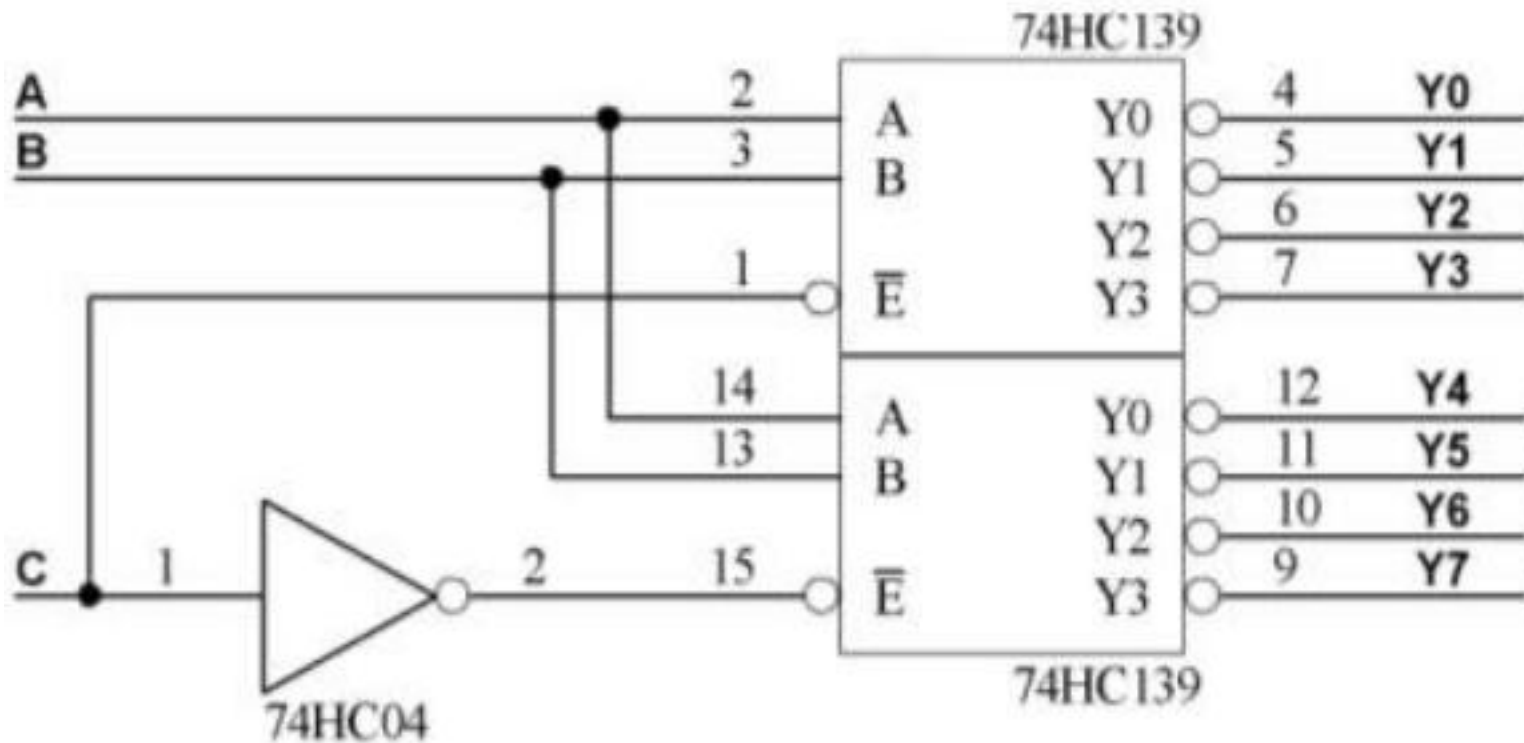 74HC139
A 2 A Y0 4 Y0
B 3 B Y1 5 Y1
Y2 6 Y2
1 E̅ Y3 7 Y3
14 A Y0 12 Y4
13 B Y1 11 Y5
Y2 10 Y6
C 1 2 15 E̅ Y3 9 Y7
74HC139
74HC04